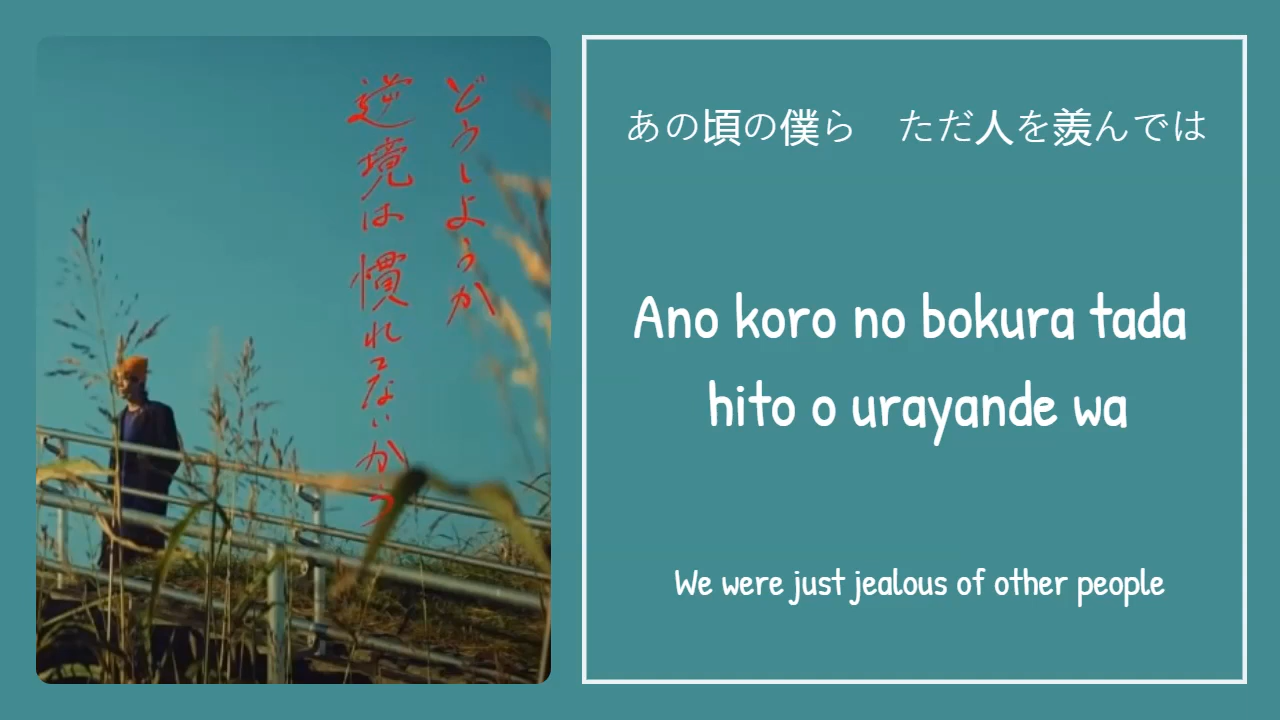 どうしようか
逆境は慣れてないから
あの頃の僕ら　ただ人を羨んでは
Ano koro no bokura tada
hito o urayande wa
We were just jealous of other people